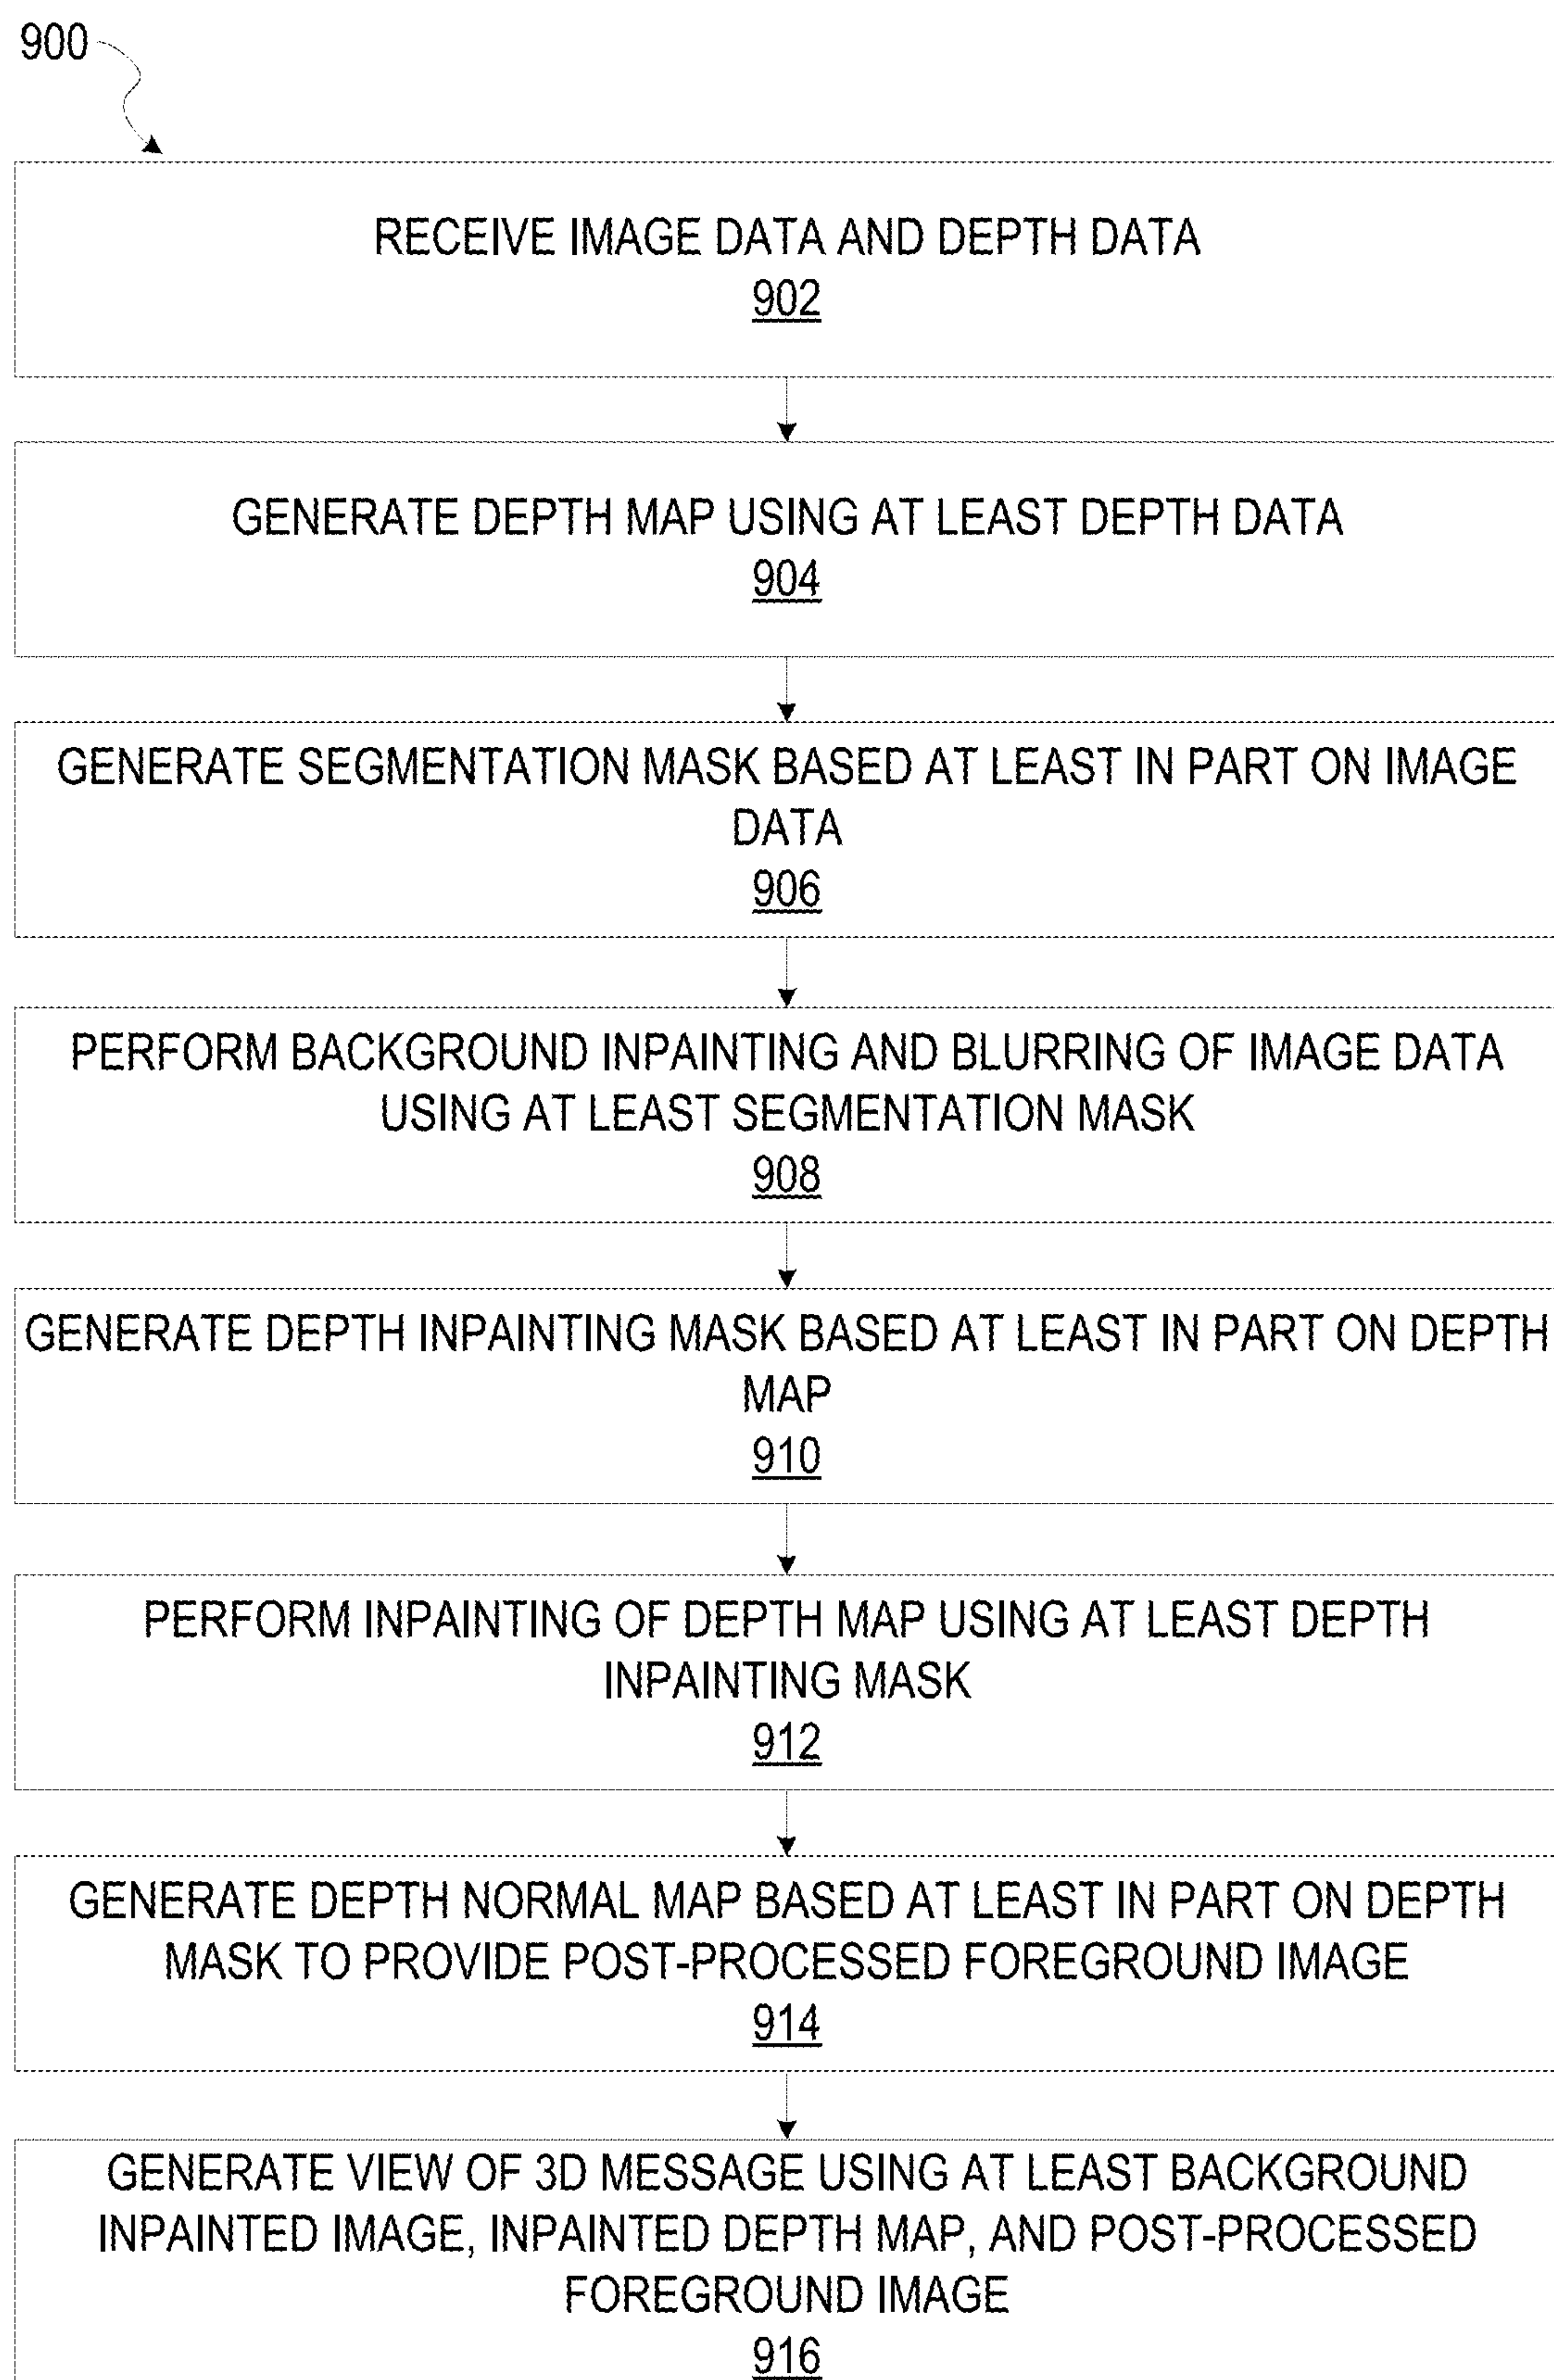 900
RECEIVE IMAGE DATA AND DEPTH DATA
902
GENERATE DEPTH MAP USING AT LEAST DEPTH DATA
904
GENERATE SEGMENTATION MASK BASED AT LEAST IN PART ON IMAGE
DATA
906
PERFORM BACKGROUND INPAINTING AND BLURRING OF IMAGE DATA
USING AT LEAST SEGMENTATION MASK
908
GENERATE DEPTH INPAINTING MASK BASED AT LEAST IN PART ON DEPTH
MAP
910
PERFORM INPAINTING OF DEPTH MAP USING AT LEAST DEPTH
INPAINTING MASK
912
GENERATE DEPTH NORMAL MAP BASED AT LEAST IN PART ON DEPTH
MASK TO PROVIDE POST-PROCESSED FOREGROUND IMAGE
914
GENERATE VIEW OF 3D MESSAGE USING AT LEAST BACKGROUND
INPAINTED IMAGE, INPAINTED DEPTH MAP, AND POST-PROCESSED
FOREGROUND IMAGE
916